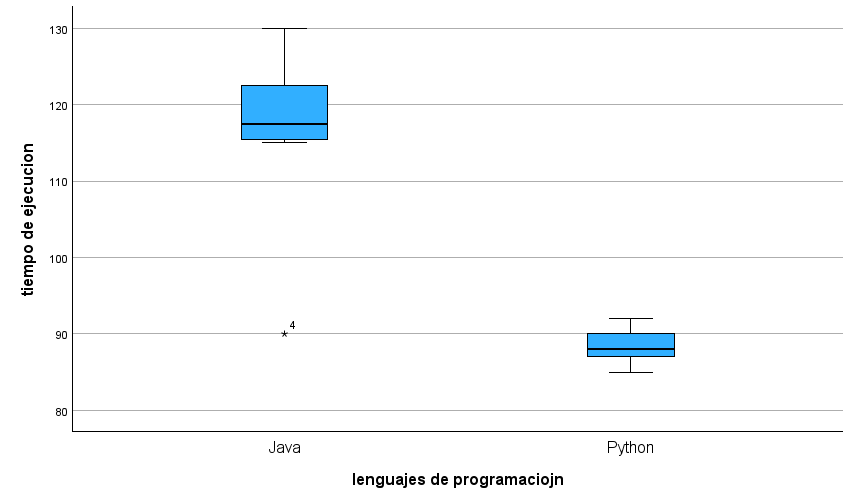 130
120
110
100
90
80
tiempo de ejecucion
4
Java
Python
lenguajes de programaciojn